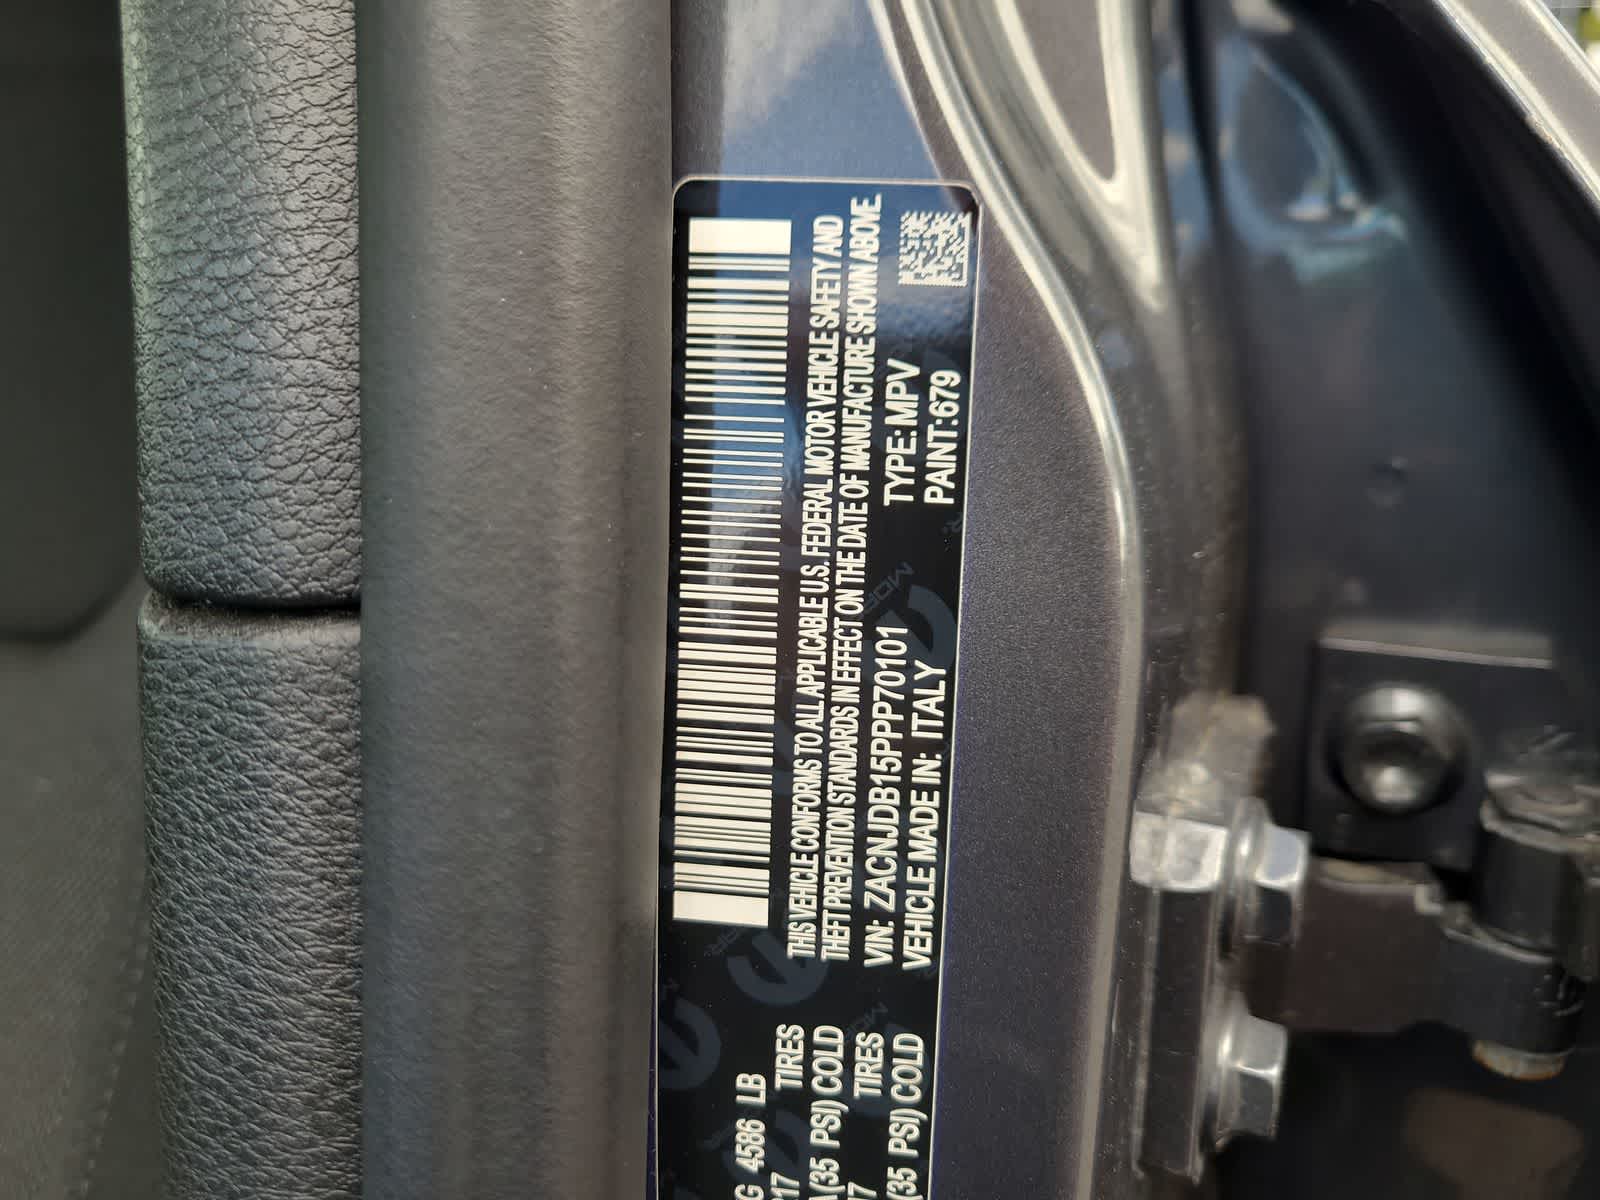 G 4586 LB
17 TIRES
(35 PSI) COLD
7 TIRES
(35 PSI) COLD
THIS VEHICLE CONFORMS TO ALL APPLICABLE U.S. FEDERAL MOTOR VEHICLE SAFETY AND
THEFT PREVENTION STANDARDS IN EFFECT ON THE DATE OF MANUFACTURE SHOWN ABOVE.
VIN: ZACNJDB15PPP70101 TYPE: MPV
VEHICLE MADE IN: ITALY PAINT: 679